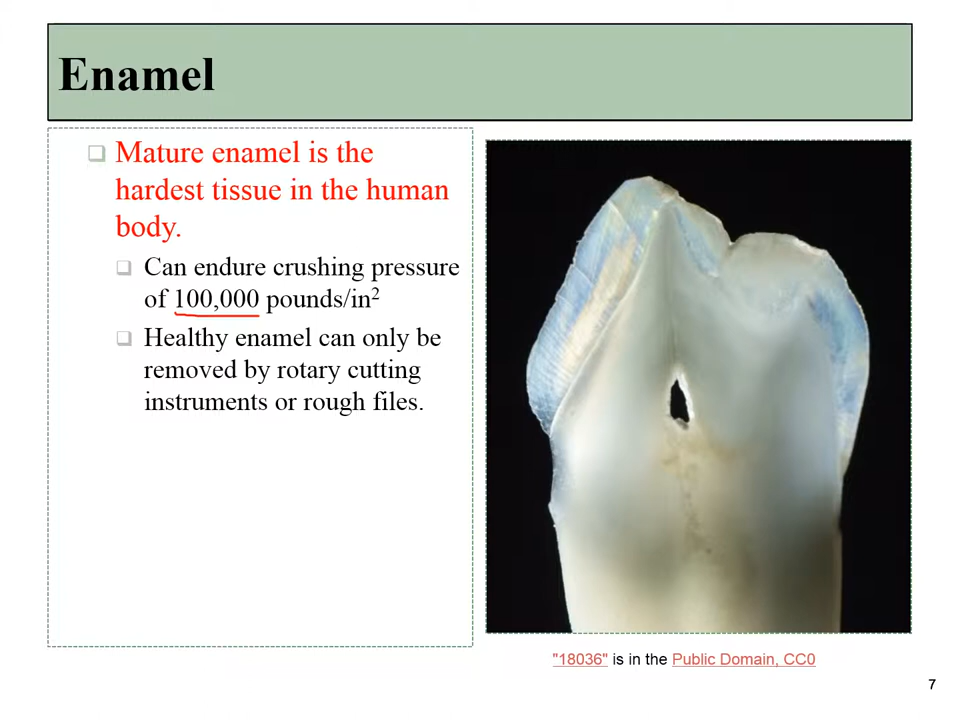 Enamel
❑ Mature enamel is the
hardest tissue in the human
body.
❑ Can endure crushing pressure
of 100,000 pounds/in²
❑ Healthy enamel can only be
removed by rotary cutting
instruments or rough files.
"18036" is in the Public Domain, CC0
7